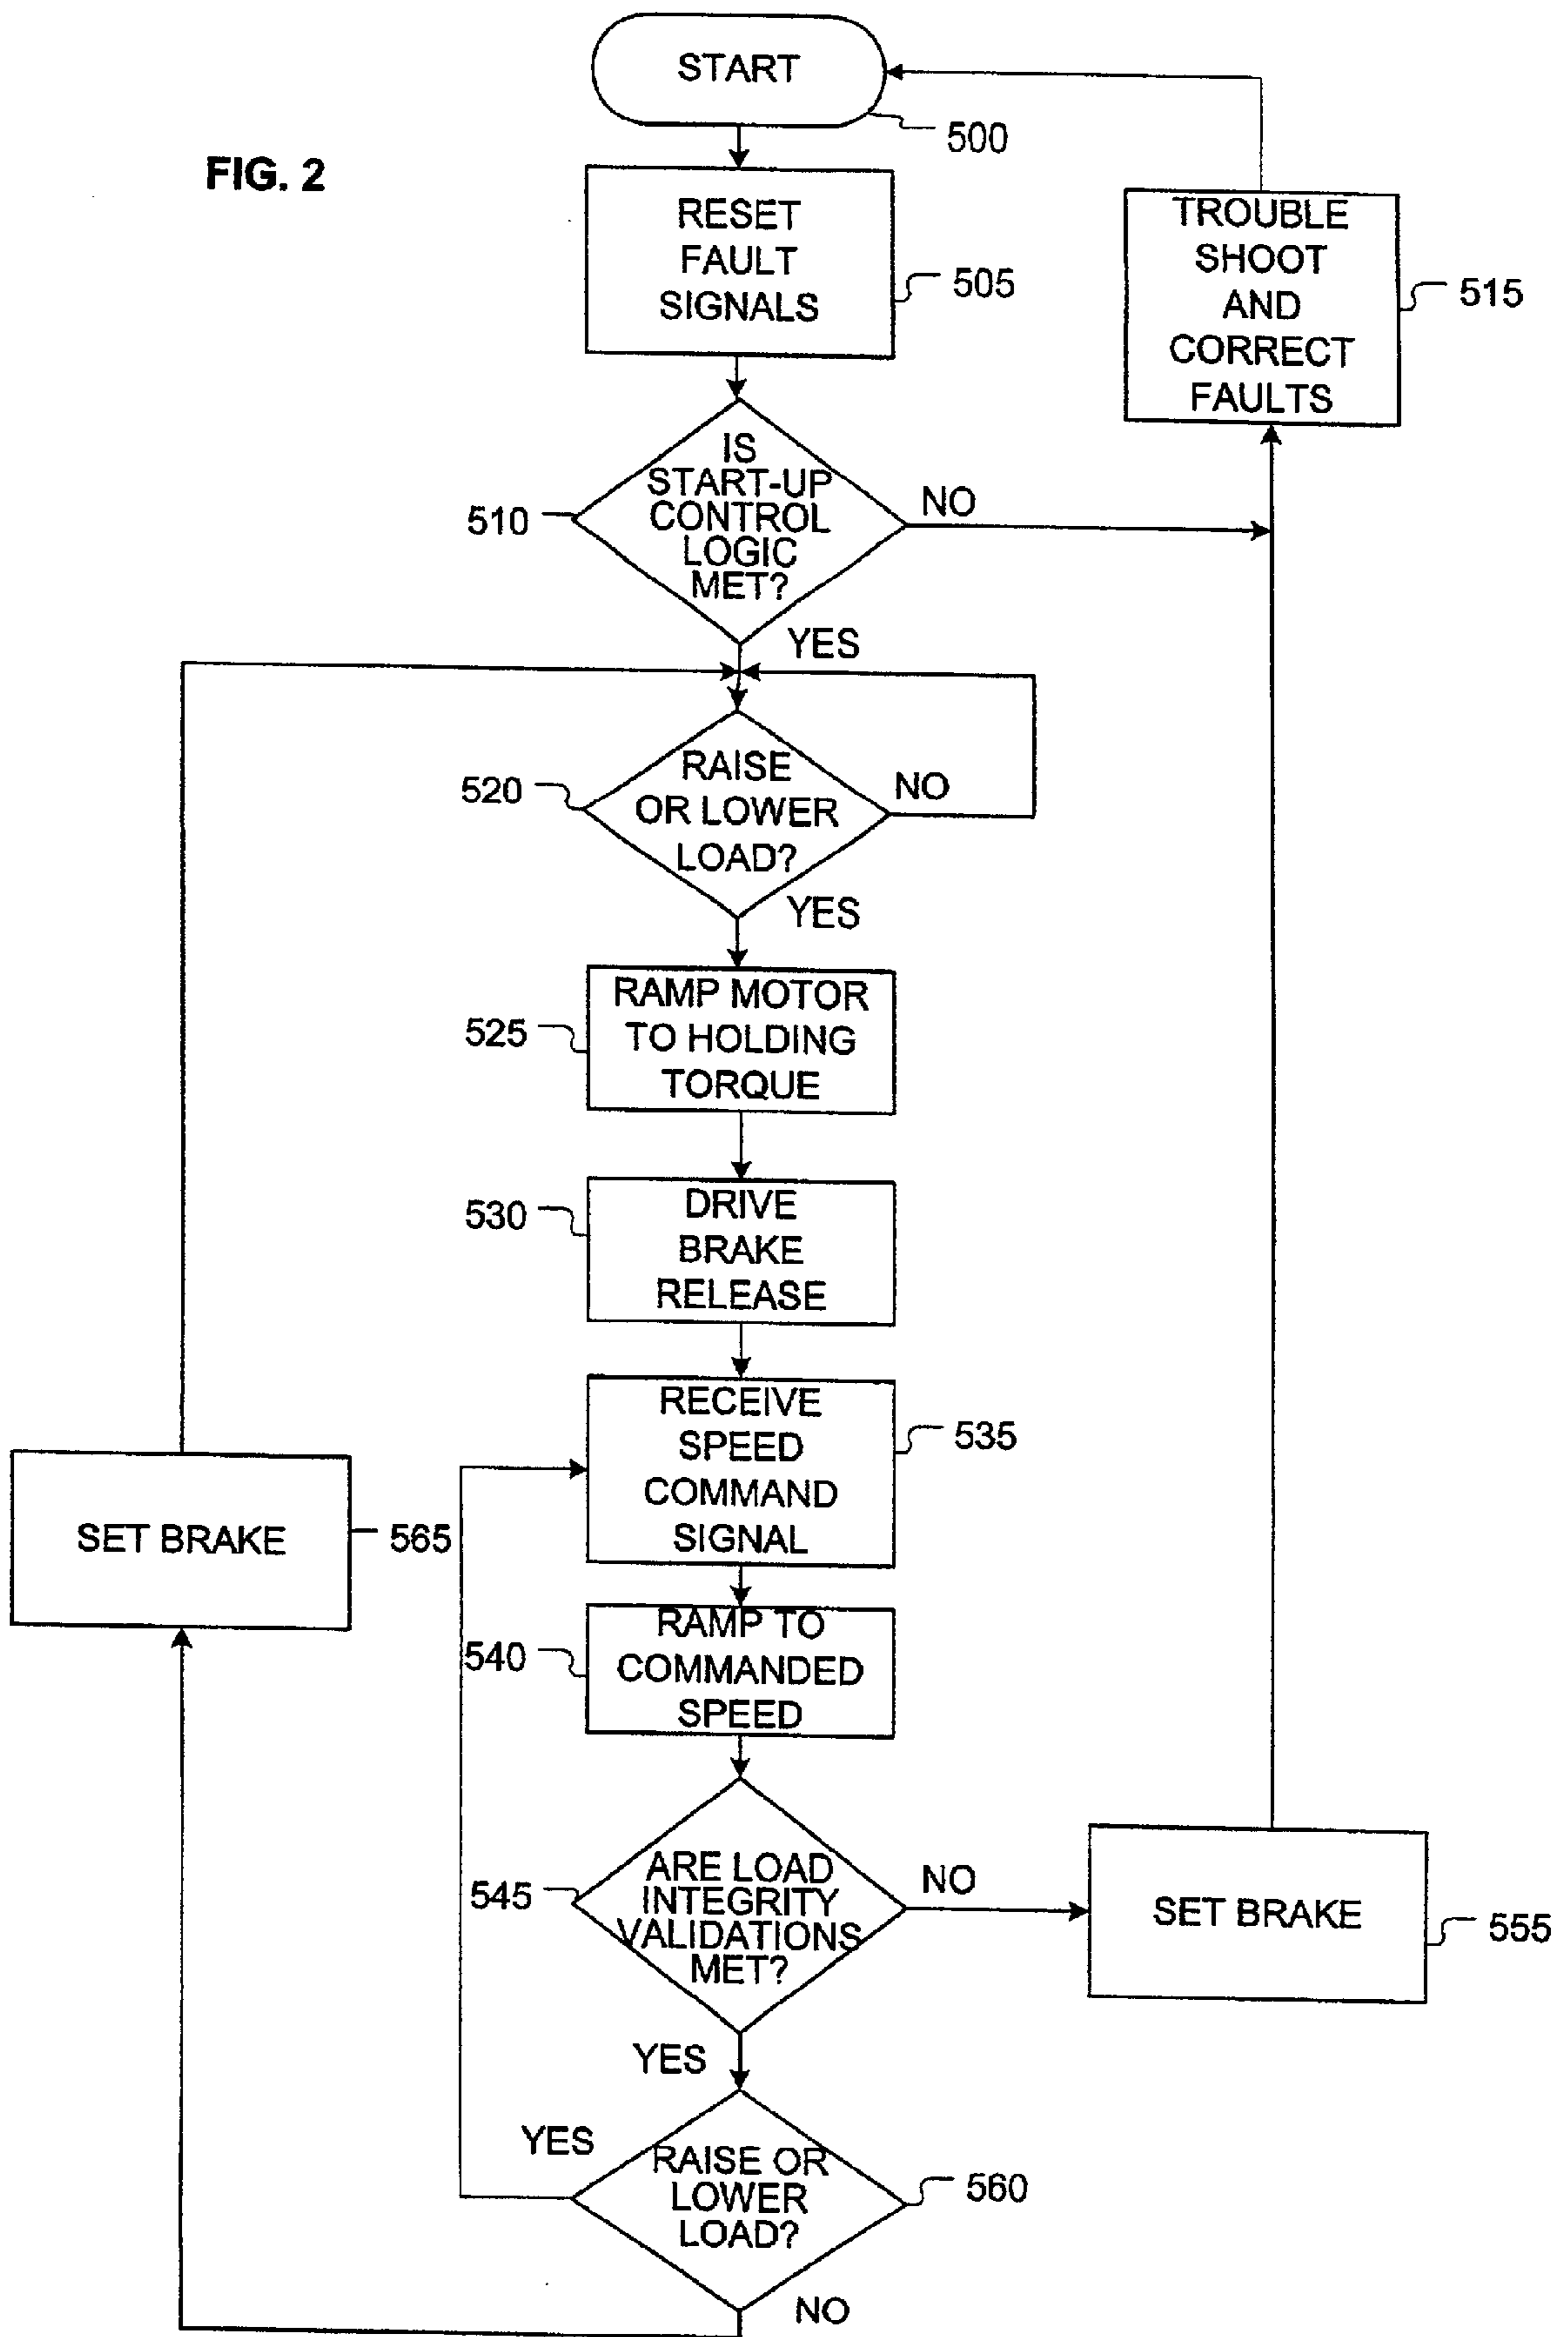 FIG. 2
START
500
RESET
FAULT
SIGNALS
505
TROUBLE
SHOOT
AND
CORRECT
FAULTS
515
IS
START-UP
CONTROL
LOGIC
MET?
510
NO
YES
RAISE
OR LOWER
LOAD?
520
NO
YES
RAMP MOTOR
TO HOLDING
TORQUE
525
DRIVE
BRAKE
RELEASE
530
RECEIVE
SPEED
COMMAND
SIGNAL
535
SET BRAKE
565
RAMP TO
COMMANDED
SPEED
540
ARE LOAD
INTEGRITY
VALIDATIONS
MET?
545
NO
SET BRAKE
555
YES
YES
RAISE OR
LOWER
LOAD?
560
NO